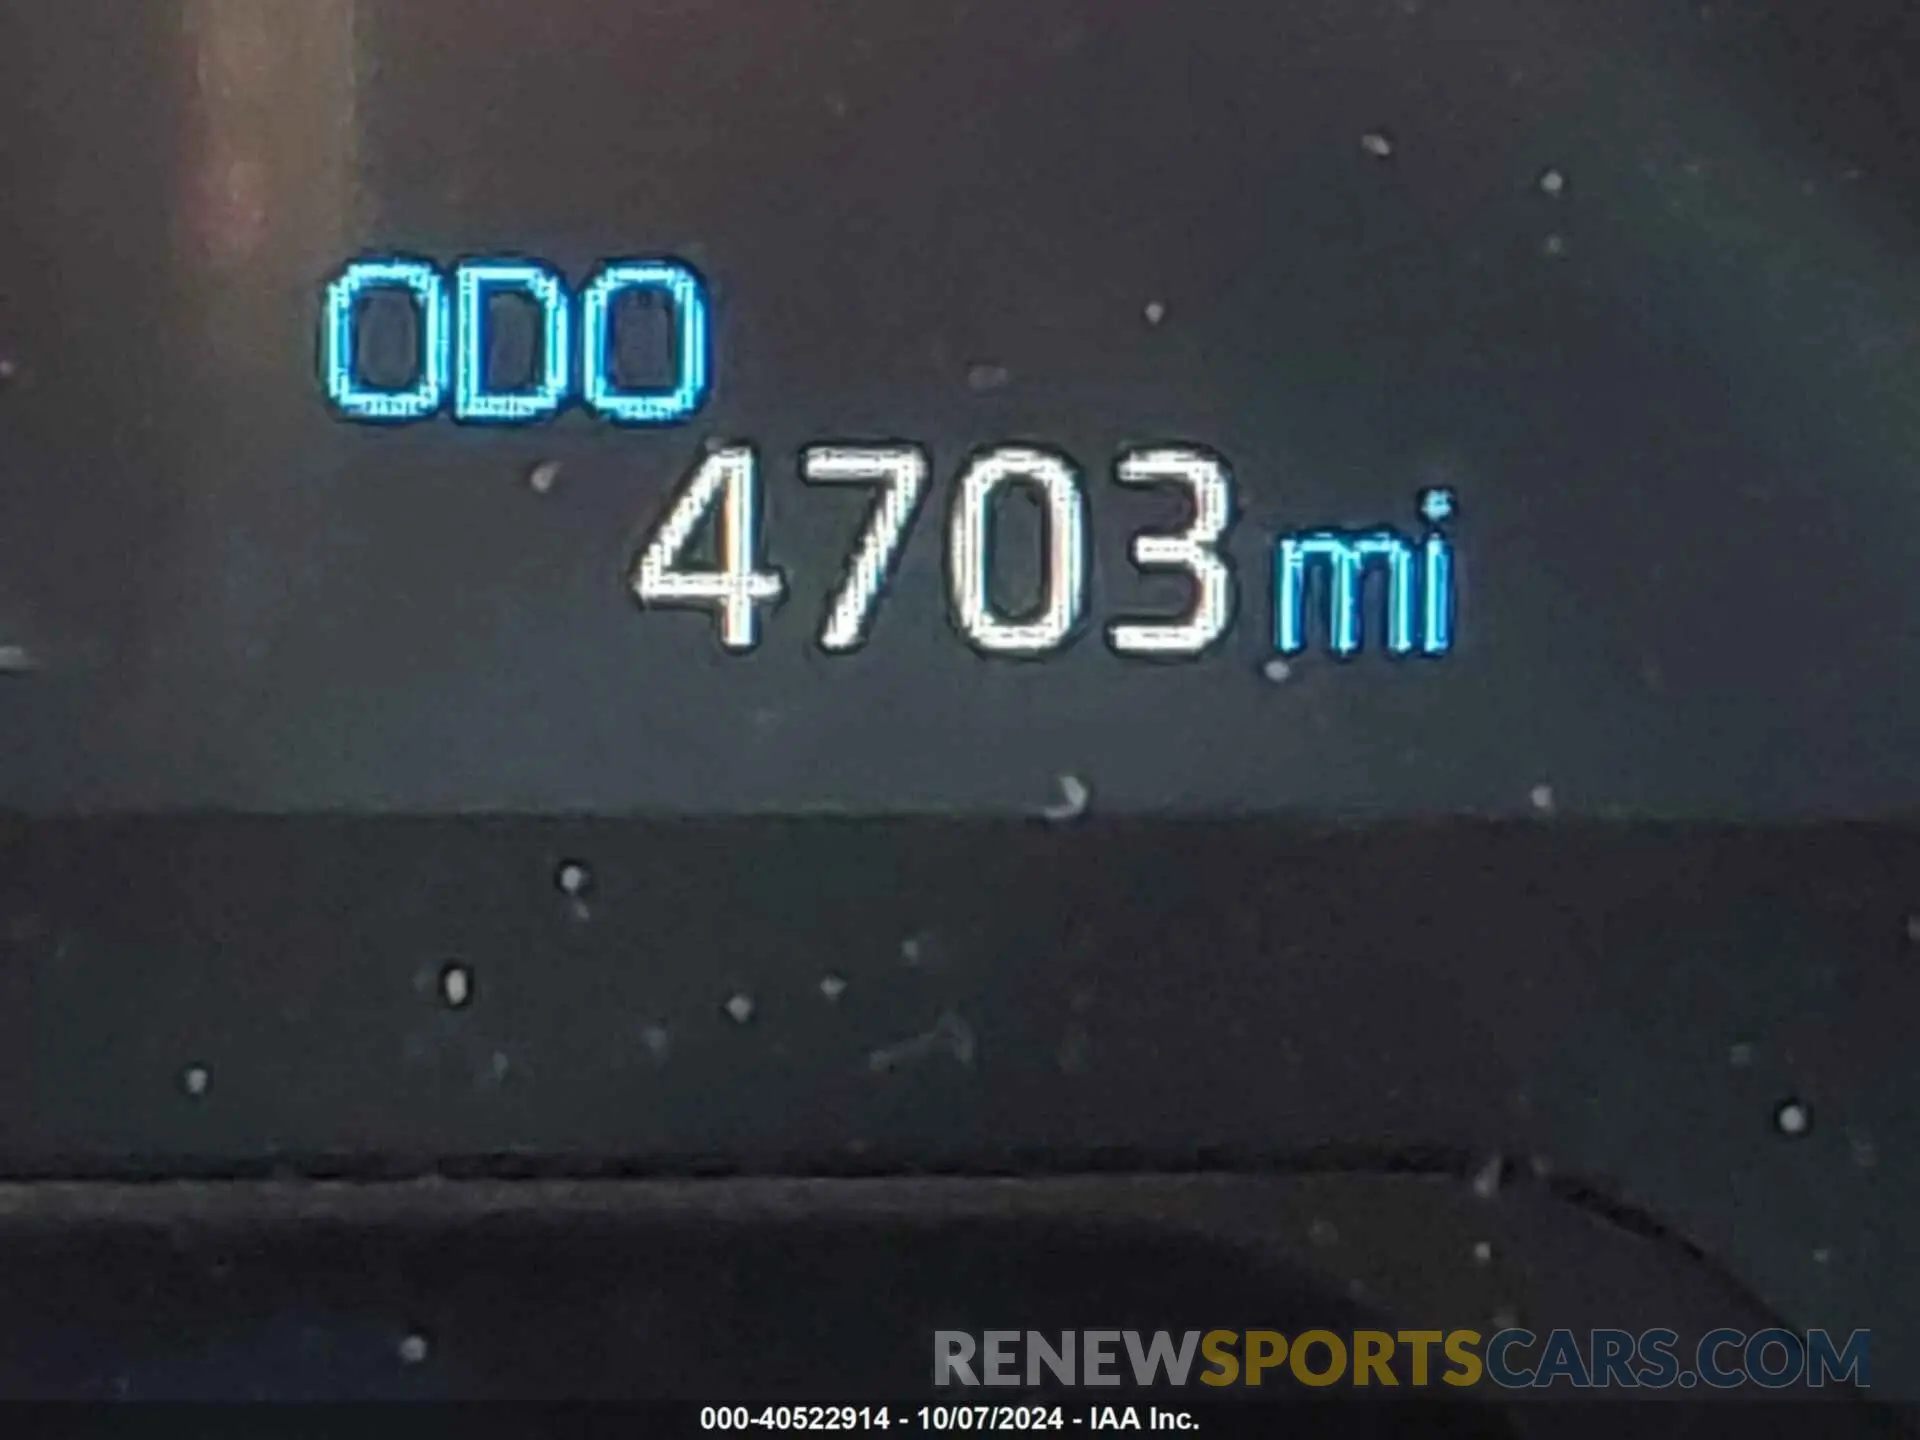 ODO
4703 mi
RENEWSPORTSCARS.COM
000-40522914 - 10/07/2024 - IAA Inc.